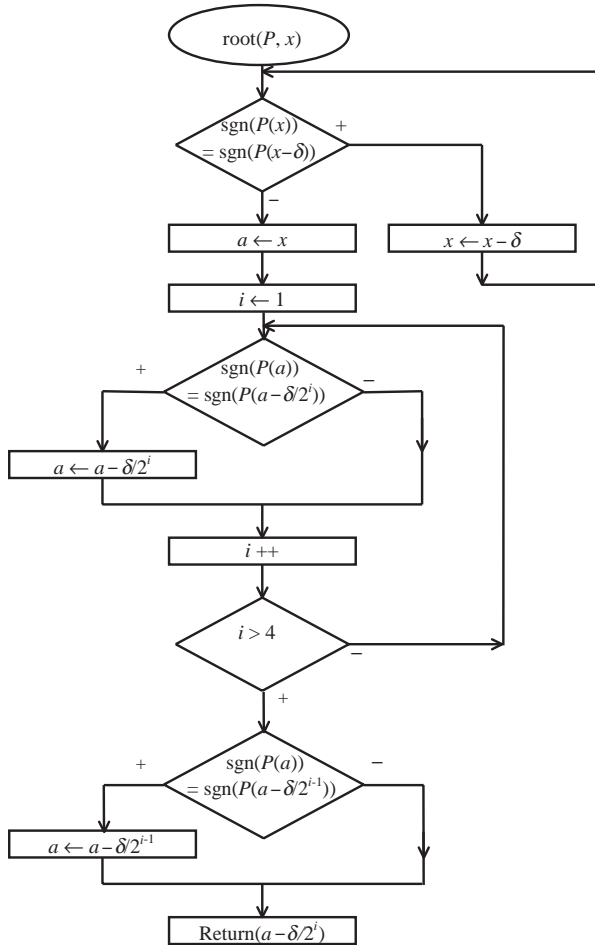 root(P, x)
sgn(P(x))
= sgn(P(x−δ))
+
−
a ← x
x ← x − δ
i ← 1
sgn(P(a))
= sgn(P(a−δ/2^i))
+
−
a ← a − δ/2^i
i ++
i > 4
−
+
sgn(P(a))
= sgn(P(a−δ/2^{i-1}))
+
−
a ← a − δ/2^{i-1}
Return(a−δ/2^i)